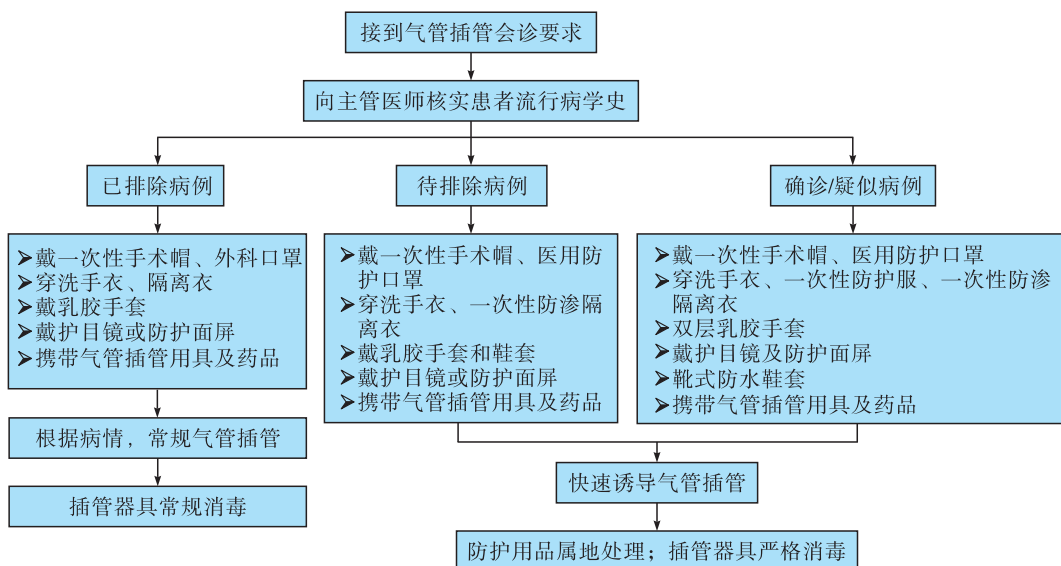 接到气管插管会诊要求
向主管医师核实患者流行病学史
已排除病例
待排除病例
确诊/疑似病例
➤戴一次性手术帽、外科口罩
➤穿洗手衣、隔离衣
➤戴乳胶手套
➤戴护目镜或防护面屏
➤携带气管插管用具及药品
➤戴一次性手术帽、医用防
护口罩
➤穿洗手衣、一次性防渗隔
离衣
➤戴乳胶手套和鞋套
➤戴护目镜或防护面屏
➤携带气管插管用具及药品
➤戴一次性手术帽、医用防护口罩
➤穿洗手衣、一次性防护服、一次性防渗
隔离衣
➤双层乳胶手套
➤戴护目镜及防护面屏
➤靴式防水鞋套
➤携带气管插管用具及药品
根据病情，常规气管插管
插管器具常规消毒
快速诱导气管插管
防护用品属地处理；插管器具严格消毒